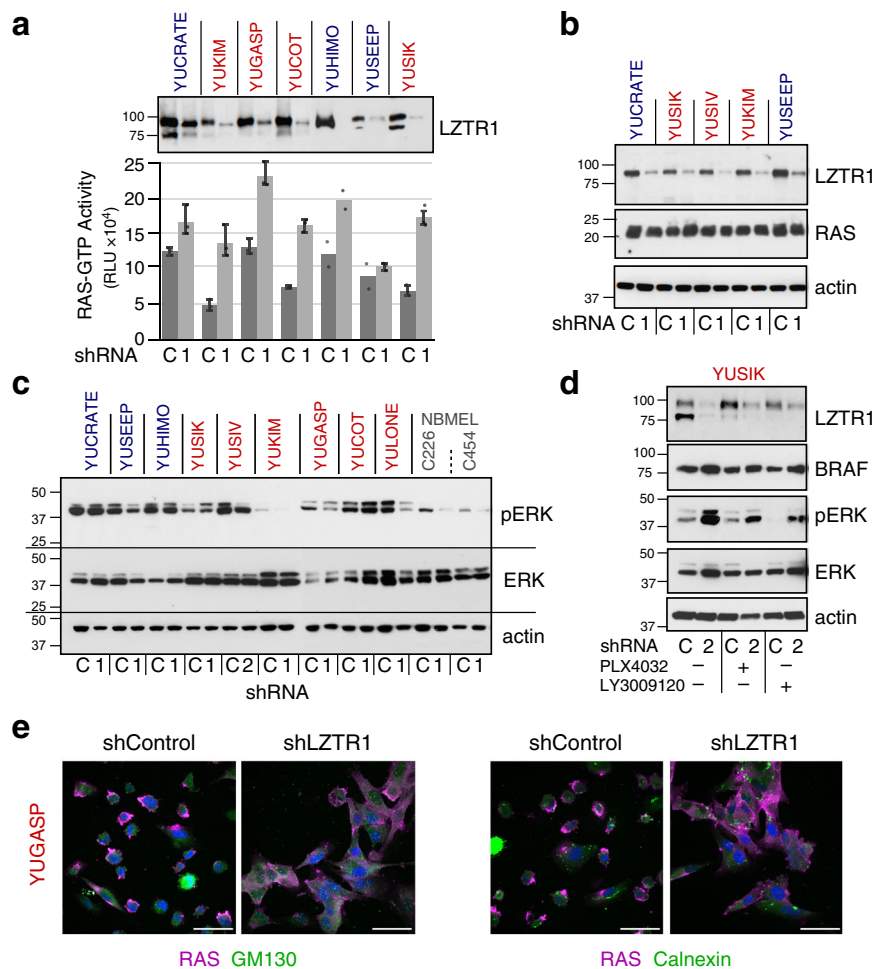 a
YUCRATE YUKIM YUGASP YUCOT YUHIMO YUSEEP YUSIK
100
75
LZTR1
RAS-GTP Activity
(RLU ×10⁴)
25
20
15
10
5
0
shRNA C 1 C 1 C 1 C 1 C 1 C 1 C 1
b
YUCRATE YUSIK YUSIV YUKIM YUSEEP
100
75
LZTR1
25
20
RAS
37
actin
shRNA C 1 C 1 C 1 C 1 C 1
c
YUCRATE YUSEEP YUHIMO YUSIK YUSIV YUKIM YUGASP YUCOT YULONE
NBMEL
C226 C454
50
37
25
pERK
50
37
25
ERK
50
37
actin
C 1 C 1 C 1 C 1 C 2 C 1 C 1 C 1 C 1 C 1 C 1
shRNA
d
YUSIK
100
75
LZTR1
BRAF
50
37
pERK
50
37
ERK
37
actin
shRNA C 2 C 2 C 2
PLX4032 – + –
LY3009120 – – +
e
shControl shLZTR1 shControl shLZTR1
YUGASP
RAS GM130 RAS Calnexin